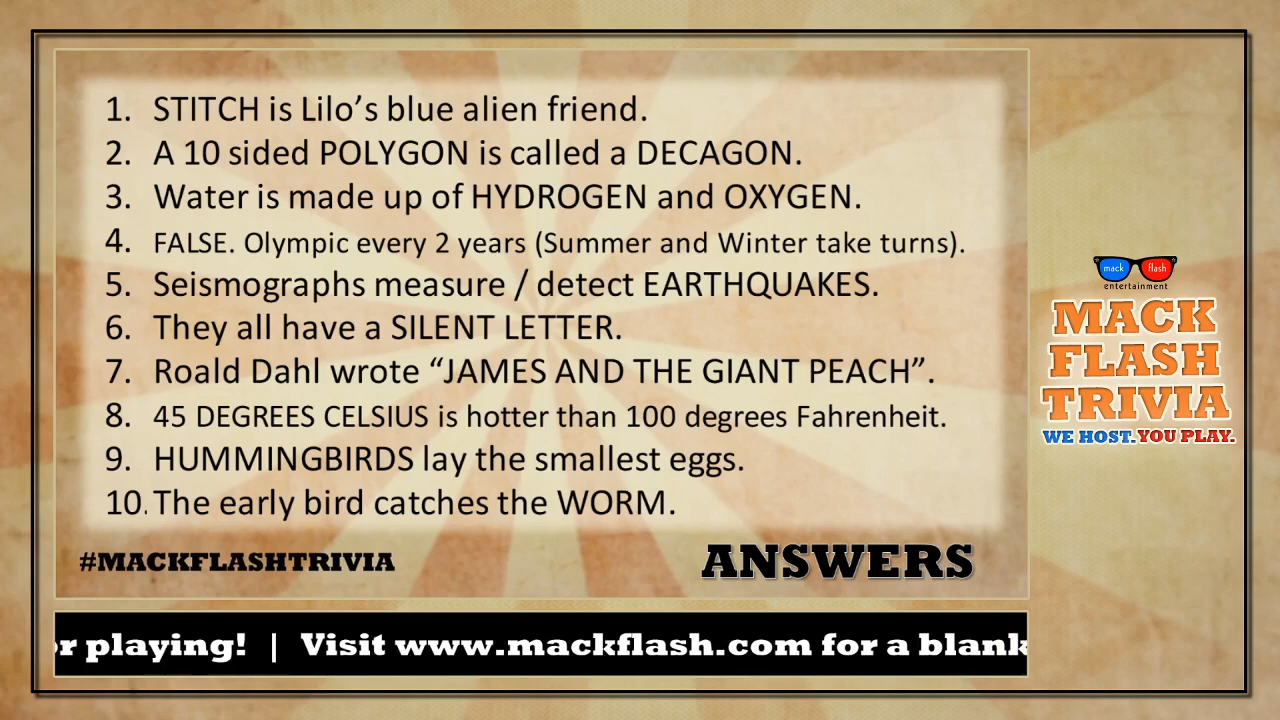 1. STITCH is Lilo’s blue alien friend.
2. A 10 sided POLYGON is called a DECAGON.
3. Water is made up of HYDROGEN and OXYGEN.
4. FALSE. Olympic every 2 years (Summer and Winter take turns).
5. Seismographs measure / detect EARTHQUAKES.
6. They all have a SILENT LETTER.
7. Roald Dahl wrote “JAMES AND THE GIANT PEACH”.
8. 45 DEGREES CELSIUS is hotter than 100 degrees Fahrenheit.
9. HUMMINGBIRDS lay the smallest eggs.
10. The early bird catches the WORM.
#MACKFLASHTRIVIA
ANSWERS
mack flash
entertainment
MACK
FLASH
TRIVIA
WE HOST. YOU PLAY.
or playing! | Visit www.mackflash.com for a blank